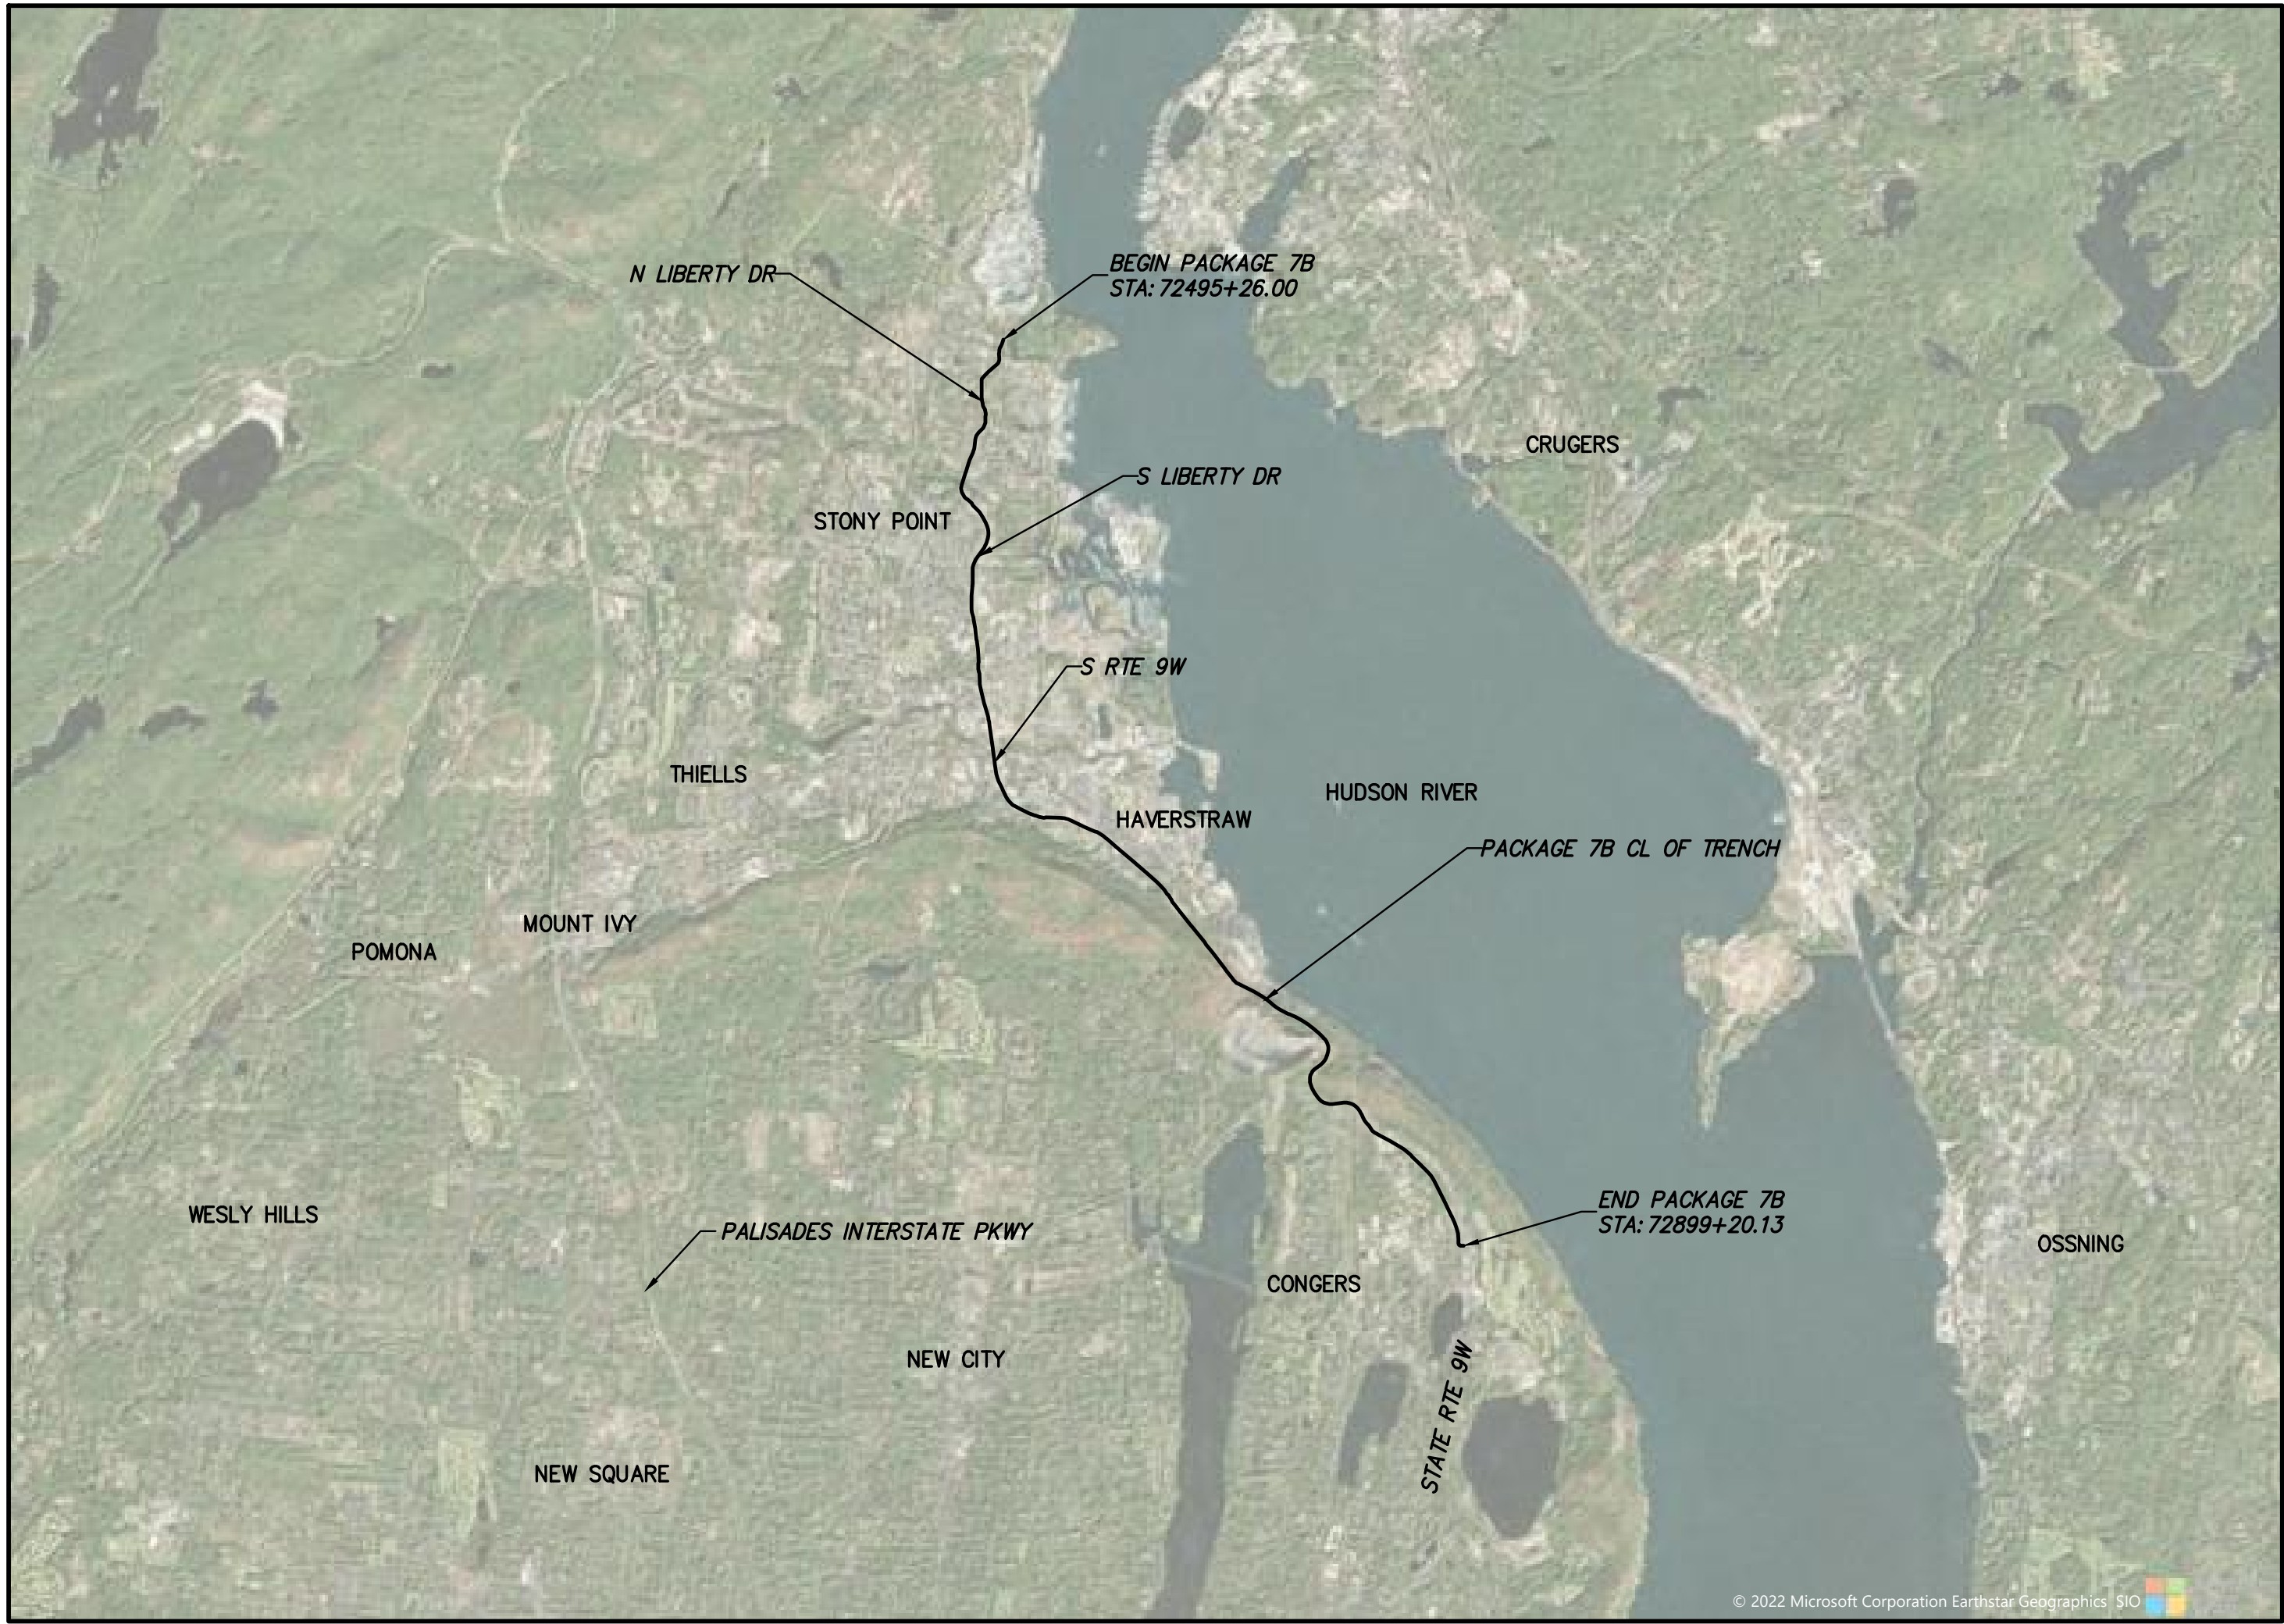 N LIBERTY DR
BEGIN PACKAGE 7B
STA: 72495+26.00
CRUGERS
S LIBERTY DR
STONY POINT
S RTE 9W
THIELLS
HUDSON RIVER
HAVERSTRAW
PACKAGE 7B CL OF TRENCH
MOUNT IVY
POMONA
END PACKAGE 7B
STA: 72899+20.13
WESLY HILLS
PALISADES INTERSTATE PKWY
OSSNING
CONGERS
NEW CITY
STATE RTE 9W
NEW SQUARE
© 2022 Microsoft Corporation Earthstar Geographics SIO